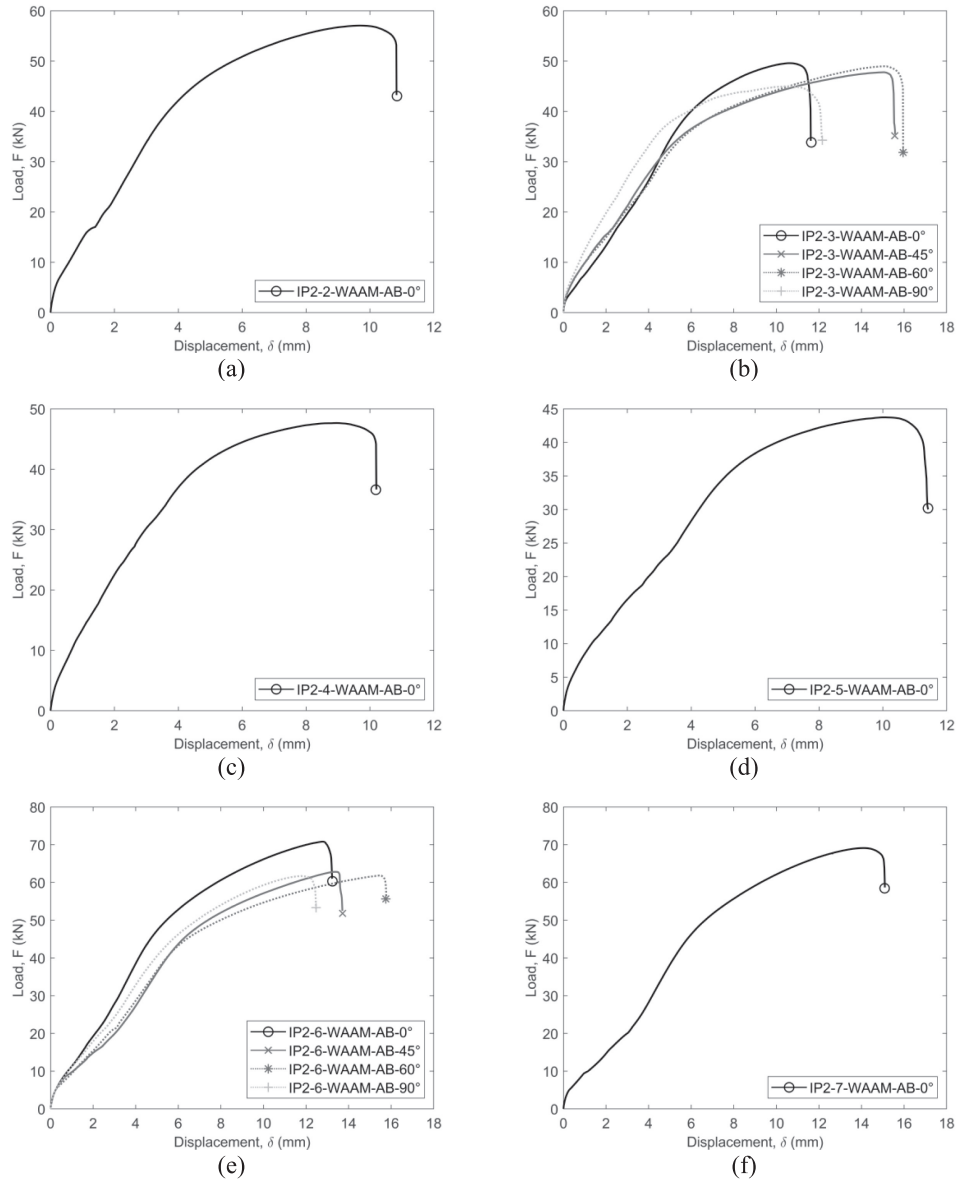 60
50
40
30
20
10
0
Load, F (kN)
IP2-2-WAAM-AB-0°
0 2 4 6 8 10 12
Displacement, δ (mm)
(a)
60
50
40
30
20
10
0
Load, F (kN)
IP2-3-WAAM-AB-0°
IP2-3-WAAM-AB-45°
IP2-3-WAAM-AB-60°
IP2-3-WAAM-AB-90°
0 2 4 6 8 10 12 14 16 18
Displacement, δ (mm)
(b)
50
40
30
20
10
0
Load, F (kN)
IP2-4-WAAM-AB-0°
0 2 4 6 8 10 12
Displacement, δ (mm)
(c)
45
40
35
30
25
20
15
10
5
0
Load, F (kN)
IP2-5-WAAM-AB-0°
0 2 4 6 8 10 12
Displacement, δ (mm)
(d)
80
70
60
50
40
30
20
10
0
Load, F (kN)
IP2-6-WAAM-AB-0°
IP2-6-WAAM-AB-45°
IP2-6-WAAM-AB-60°
IP2-6-WAAM-AB-90°
0 2 4 6 8 10 12 14 16 18
Displacement, δ (mm)
(e)
80
70
60
50
40
30
20
10
0
Load, F (kN)
IP2-7-WAAM-AB-0°
0 2 4 6 8 10 12 14 16 18
Displacement, δ (mm)
(f)